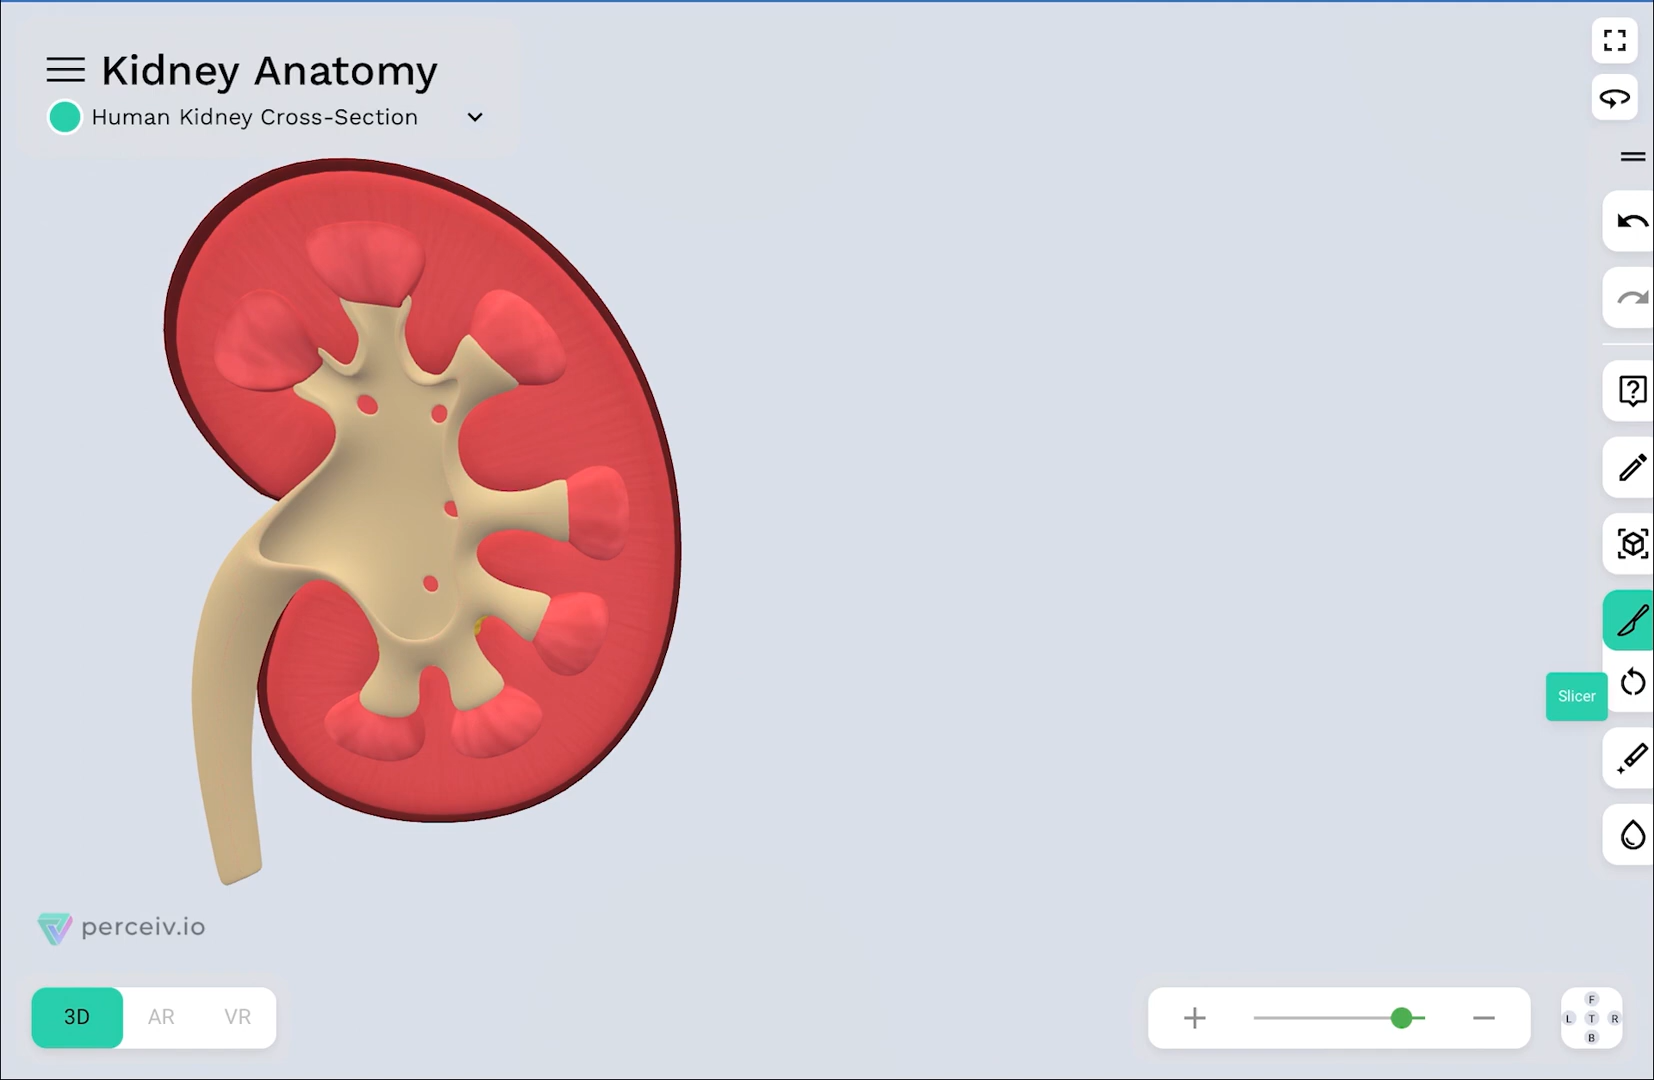 Kidney Anatomy
Human Kidney Cross-Section
Slicer
perceiv.io
3D AR VR
F
L T R
B